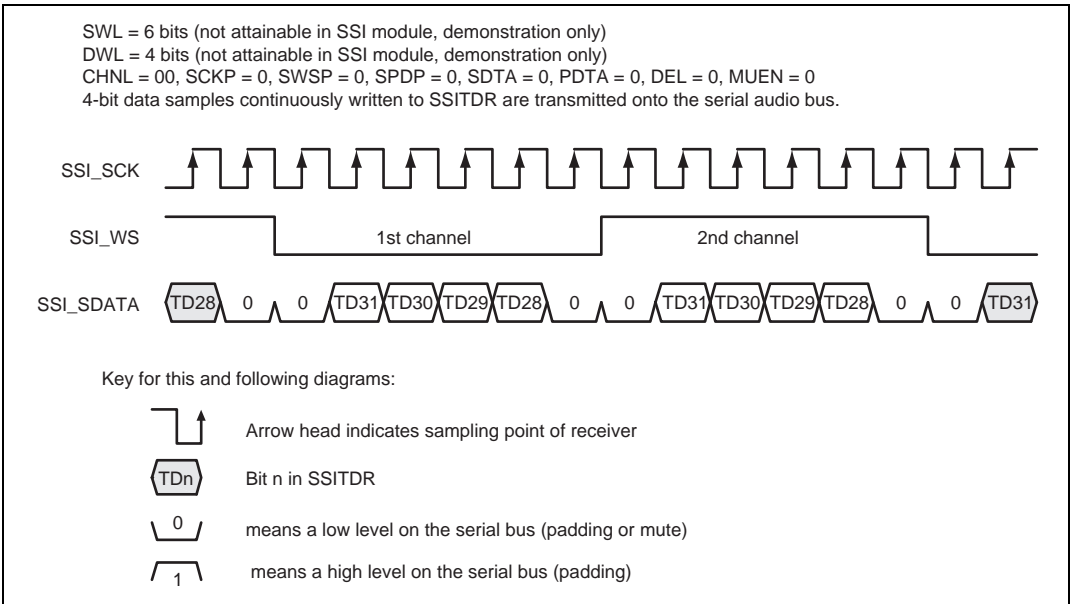 SWL = 6 bits (not attainable in SSI module, demonstration only)
DWL = 4 bits (not attainable in SSI module, demonstration only)
CHNL = 00, SCKP = 0, SWSP = 0, SPDP = 0, SDTA = 0, PDTA = 0, DEL = 0, MUEN = 0
4-bit data samples continuously written to SSITDR are transmitted onto the serial audio bus.
SSI_SCK
SSI_WS 1st channel 2nd channel
SSI_SDATA TD28 0 0 TD31 TD30 TD29 TD28 0 0 TD31 TD30 TD29 TD28 0 0 TD31
Key for this and following diagrams:
Arrow head indicates sampling point of receiver
TDn Bit n in SSITDR
0 means a low level on the serial bus (padding or mute)
1 means a high level on the serial bus (padding)